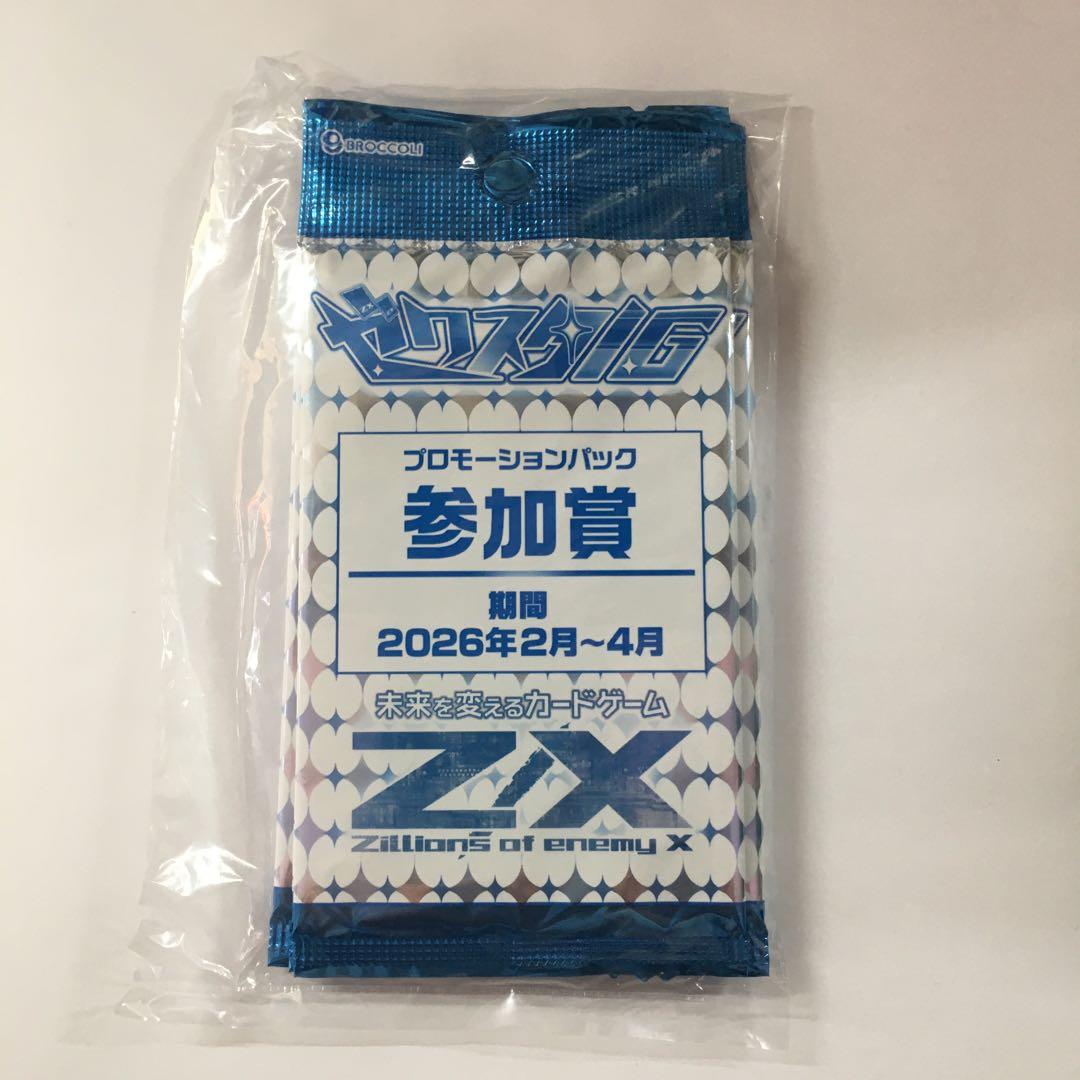 BROCCOLI
ゼクスタIG
プロモーションパック
参加賞
期間
2026年2月～4月
未来を変えるカードゲーム
Z/X
Zillions of enemy X